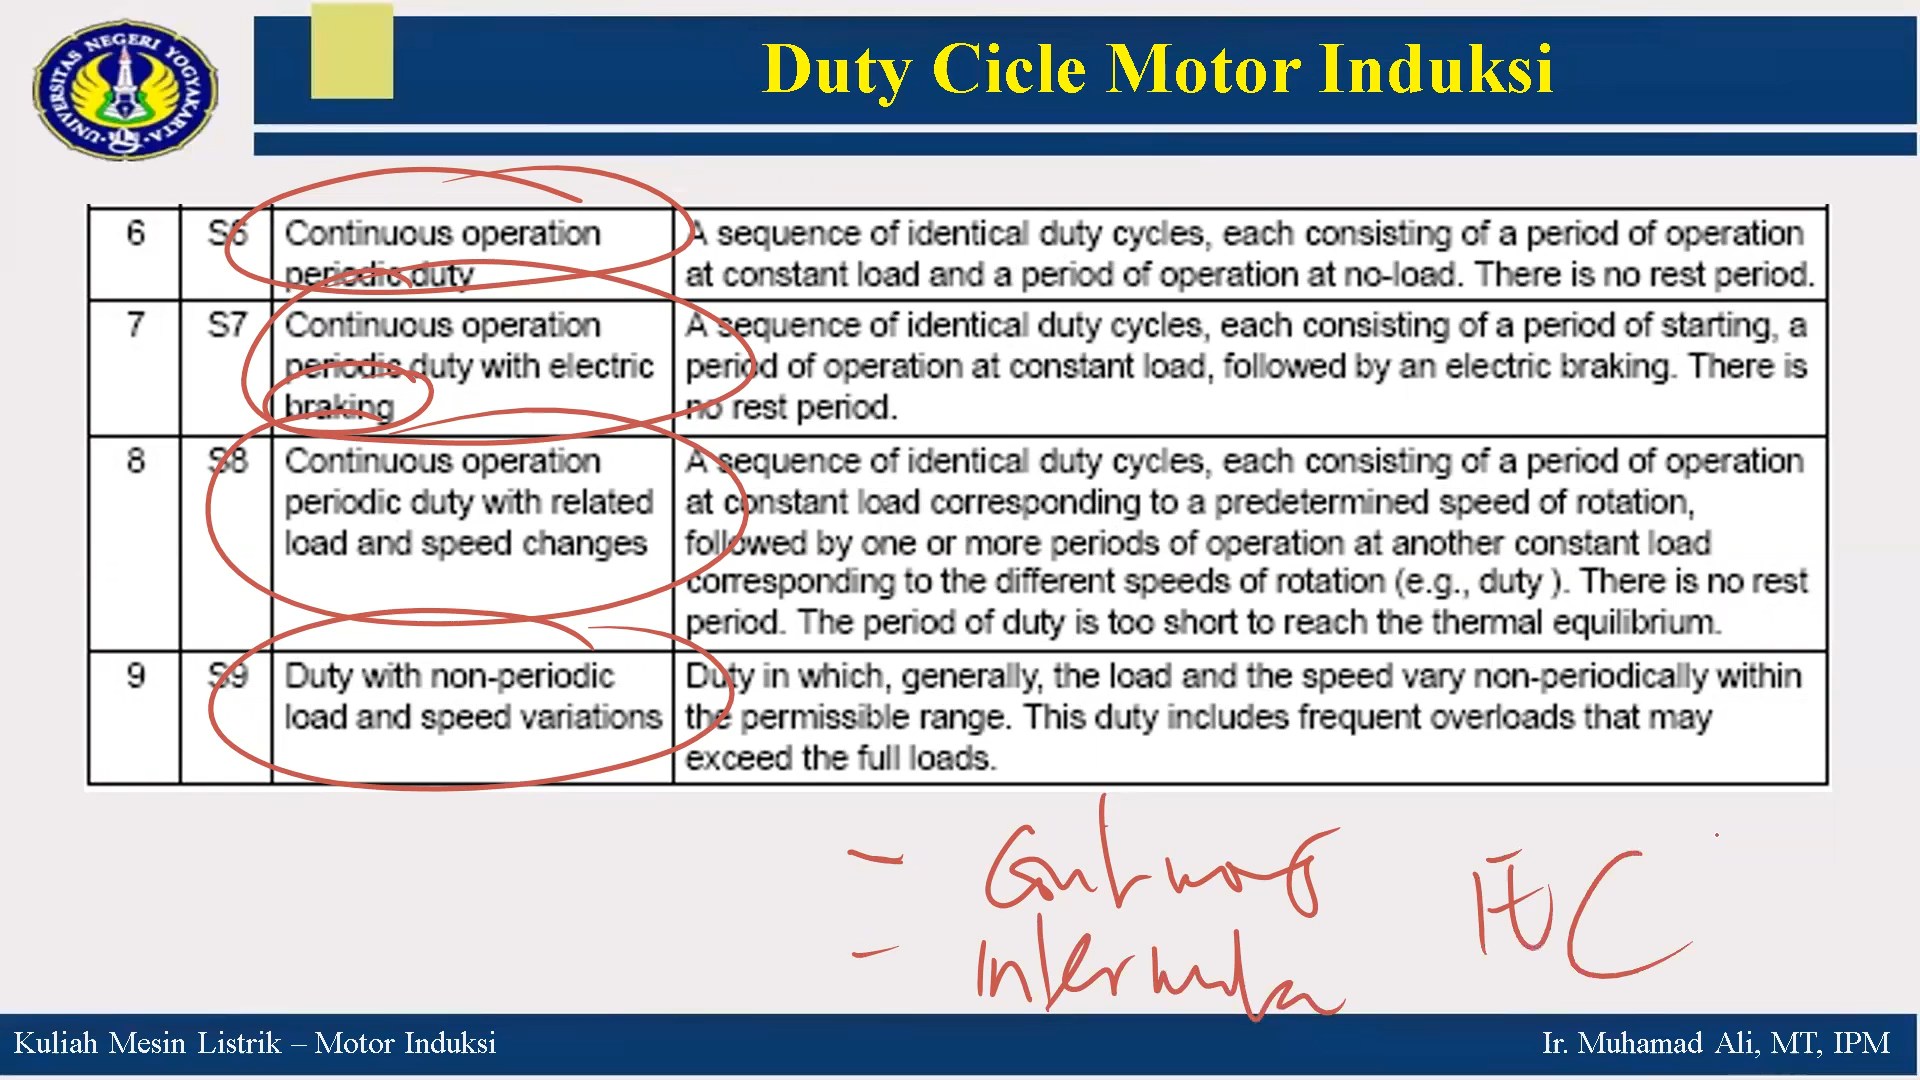 UNIVERSITAS NEGERI YOGYAKARTA
Duty Cicle Motor Induksi
6 S6 Continuous operation A sequence of identical duty cycles, each consisting of a period of operation
periodic duty at constant load and a period of operation at no-load. There is no rest period.
7 S7 Continuous operation A sequence of identical duty cycles, each consisting of a period of starting, a
periodic duty with electric period of operation at constant load, followed by an electric braking. There is
braking no rest period.
8 S8 Continuous operation A sequence of identical duty cycles, each consisting of a period of operation
periodic duty with related at constant load corresponding to a predetermined speed of rotation,
load and speed changes followed by one or more periods of operation at another constant load
corresponding to the different speeds of rotation (e.g., duty ). There is no rest
period. The period of duty is too short to reach the thermal equilibrium.
9 S9 Duty with non-periodic Duty in which, generally, the load and the speed vary non-periodically within
load and speed variations the permissible range. This duty includes frequent overloads that may
exceed the full loads.
IEC
Kuliah Mesin Listrik – Motor Induksi
Ir. Muhamad Ali, MT, IPM